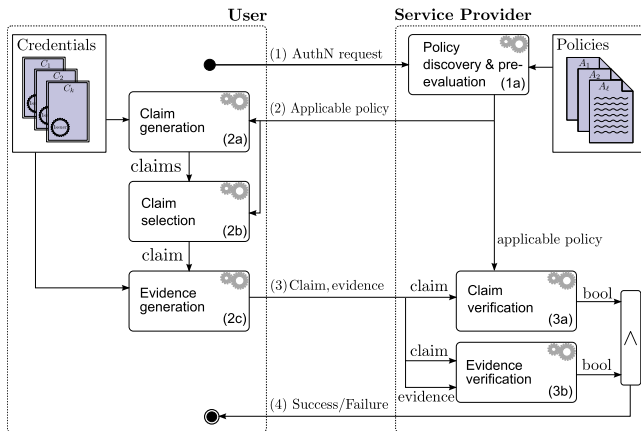 User
Service Provider
Credentials
C₁
C₂
Cₖ
(1) AuthN request
Policy
discovery & pre-
evaluation
(1a)
Policies
A₁
A₂
Aℓ
Claim
generation
(2a)
(2) Applicable policy
claims
Claim
selection
(2b)
claim
applicable policy
Evidence
generation
(2c)
(3) Claim, evidence
claim
Claim
verification
(3a)
bool
∧
claim
evidence
Evidence
verification
(3b)
bool
(4) Success/Failure